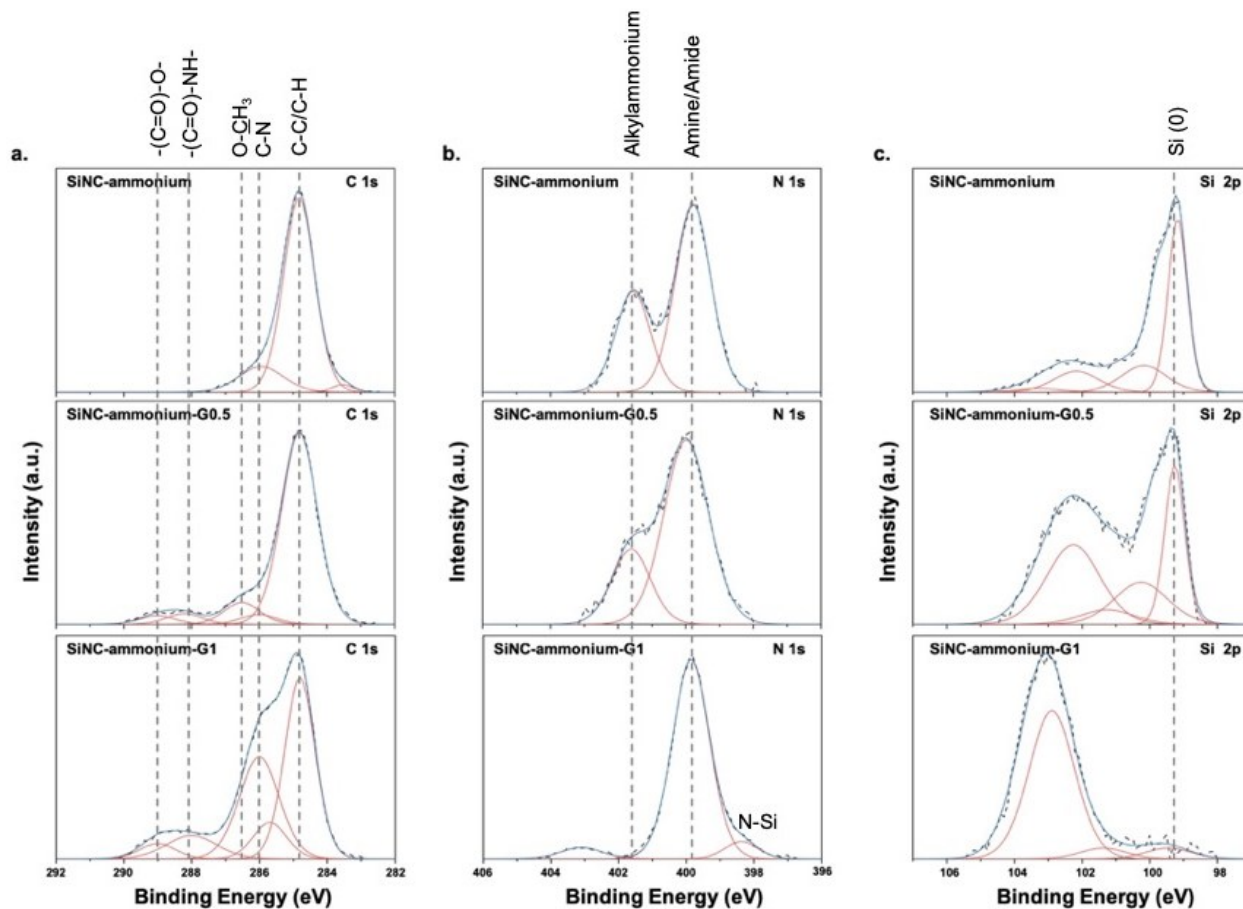 -(C=O)-O-
-(C=O)-NH-
O-CH3
C-N
C-C/C-H
Alkylammonium
Amine/Amide
Si (0)
a.
b.
c.
SiNC-ammonium C 1s
SiNC-ammonium N 1s
SiNC-ammonium Si 2p
SiNC-ammonium-G0.5 C 1s
SiNC-ammonium-G0.5 N 1s
SiNC-ammonium-G0.5 Si 2p
SiNC-ammonium-G1 C 1s
SiNC-ammonium-G1 N 1s
SiNC-ammonium-G1 Si 2p
N-Si
Intensity (a.u.)
Intensity (a.u.)
Intensity (a.u.)
292 290 288 286 284 282
406 404 402 400 398 396
106 104 102 100 98
Binding Energy (eV)
Binding Energy (eV)
Binding Energy (eV)